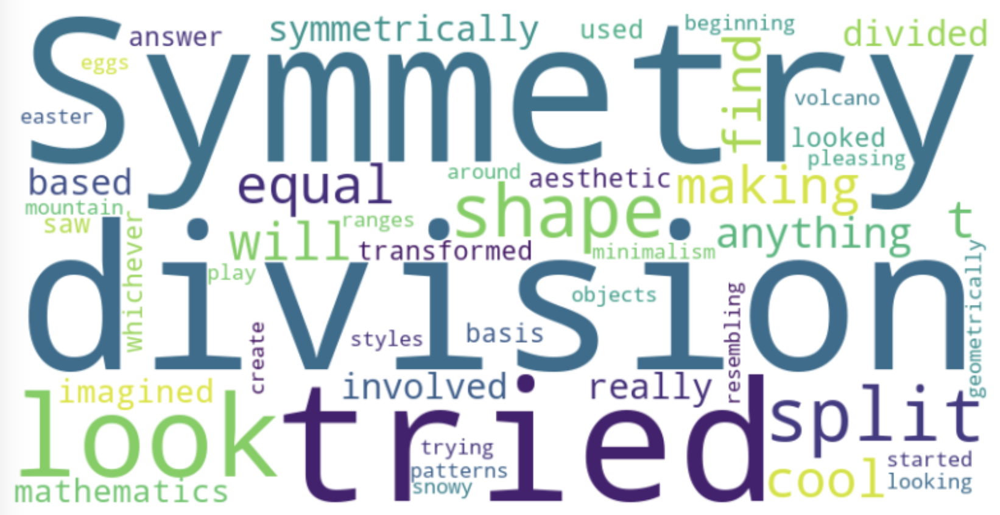 Symmetry
answer
symmetrically
used
beginning
divided
eggs
find
easter
volcano
looked
pleasing
based
equal
around
aesthetic
making
mountain
shape
saw
will
ranges
anything
t
transformed
minimalism
whichever
play
division
objects
geometrically
resembling
create
styles
basis
imagined
involved
really
look
tried
split
trying
patterns
snowy
cool
started
looking
mathematics